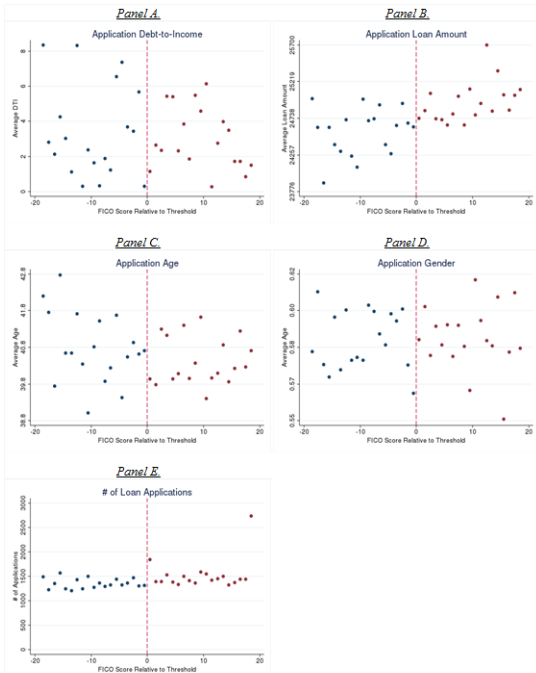 Panel A.
Application Debt-to-Income
Average DTI
8
6
4
2
0
-20
-10
0
10
20
FICO Score Relative to Threshold
Panel B.
Application Loan Amount
Average Loan Amount
25700
25219
24738
24257
23776
-20
-10
0
10
20
FICO Score Relative to Threshold
Panel C.
Application Age
Average Age
42.8
41.8
40.8
39.8
38.8
-20
-10
0
10
20
FICO Score Relative to Threshold
Panel D.
Application Gender
Average Age
0.62
0.60
0.58
0.57
0.55
-20
-10
0
10
20
FICO Score Relative to Threshold
Panel E.
# of Loan Applications
# of Applications
3000
2500
2000
1500
1000
500
0
-20
-10
0
10
20
FICO Score Relative to Threshold